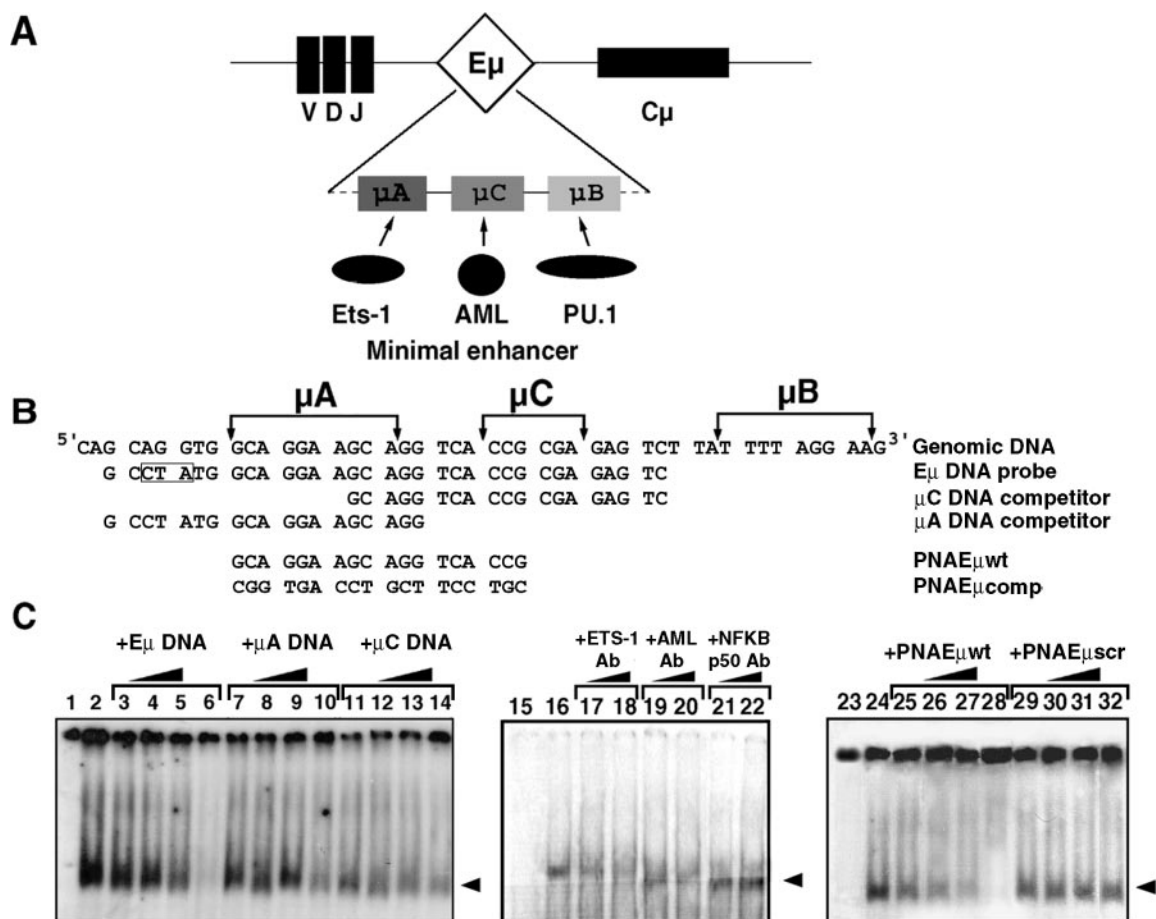 A
Eμ
V D J
Cμ
μA μC μB
Ets-1 AML PU.1
Minimal enhancer
B
μA μC μB
5' CAG CAG GTG GCA GGA AGCA GG TCA CCG CGA GAG TCT TAT TTT AGG AAG 3' Genomic DNA
G CCT ATG GCA GGA AGC AGG TCA CCG CGA GAG TC Eμ DNA probe
GC AGG TCA CCG CGA GAG TC μC DNA competitor
G CCT ATG GCA GGA AGC AGG μA DNA competitor
GCA GGA AGC AGG TCA CCG PNAEμwt
CGG TGA CCT GCT TCC TGC PNAEμcomp
C
+Eμ DNA +μA DNA +μC DNA
1 2 3 4 5 6 7 8 9 10 11 12 13 14
+ETS-1 Ab +AML Ab +NFKB p50 Ab
15 16 17 18 19 20 21 22
+PNAEμwt +PNAEμscr
23 24 25 26 27 28 29 30 31 32